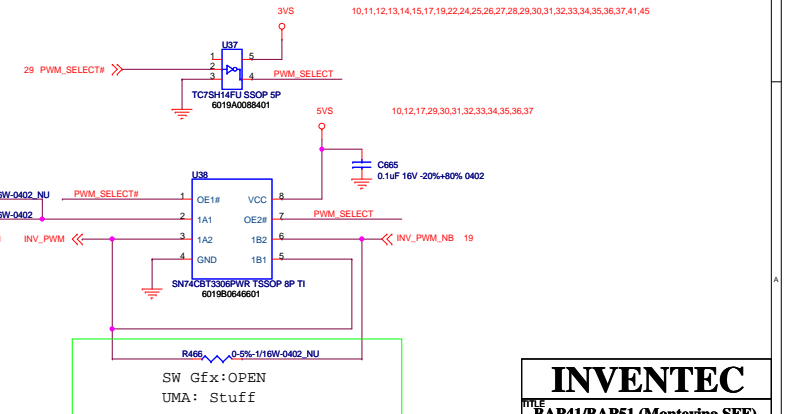 3VS 10,11,12,13,14,15,17,19,22,24,25,26,27,28,29,30,31,32,33,34,35,36,37,41,45
U37
1 5
29 PWM_SELECT# 2
3 4 PWM_SELECT
TC7SH14FU SSOP 5P
6019A0088401
5VS 10,12,17,29,30,31,32,33,34,35,36,37
C665
0.1uF 16V -20%+80% 0402
U38
6W-0402_NU PWM_SELECT# 1 OE1# VCC 8
6W-0402 2 1A1 OE2# 7 PWM_SELECT
INV_PWM 3 1A2 1B2 6 INV_PWM_NB 19
4 GND 1B1 5
SN74CBT3306PWR TSSOP 8P TI
6019B0646601
A
R466 0-5%-1/16W-0402_NU
SW Gfx:OPEN
UMA: Stuff
INVENTEC
TITLE
BAP41/BAP51 (Montevina SFF)